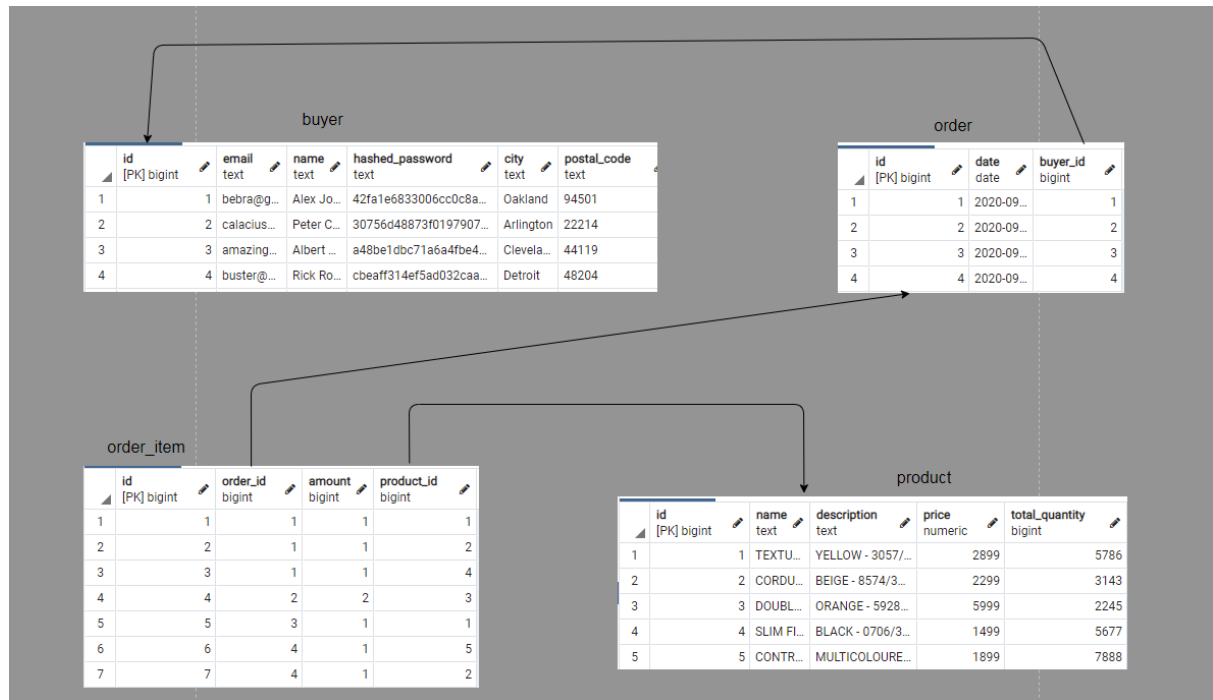 buyer
id email name hashed_password city postal_code
[PK] bigint text text text text text
1 1 bebra@g... Alex Jo... 42fa1e6833006cc0c8a... Oakland 94501
2 2 calacius... Peter C... 30756d48873f0197907... Arlington 22214
3 3 amazing... Albert ... a48be1dbc71a6a4fbe4... Clevela... 44119
4 4 buster@... Rick Ro... cbeaff314ef5ad032caa... Detroit 48204
order
id date buyer_id
[PK] bigint date bigint
1 1 2020-09... 1
2 2 2020-09... 2
3 3 2020-09... 3
4 4 2020-09... 4
order_item
id order_id amount product_id
[PK] bigint bigint bigint bigint
1 1 1 1 1
2 2 1 1 2
3 3 1 1 4
4 4 2 2 3
5 5 3 1 1
6 6 4 1 5
7 7 4 1 2
product
id name description price total_quantity
[PK] bigint text text numeric bigint
1 1 TEXTU... YELLOW - 3057/... 2899 5786
2 2 CORDU... BEIGE - 8574/3... 2299 3143
3 3 DOUBL... ORANGE - 5928... 5999 2245
4 4 SLIM FI... BLACK - 0706/3... 1499 5677
5 5 CONTR... MULTICOLOURE... 1899 7888